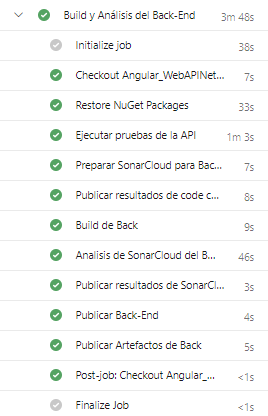 Build y Análisis del Back-End 3m 48s
Initialize job 38s
Checkout Angular_WebAPINet... 7s
Restore NuGet Packages 33s
Ejecutar pruebas de la API 1m 3s
Preparar SonarCloud para Bac... 7s
Publicar resultados de code c... 8s
Build de Back 9s
Analisis de SonarCloud del B... 46s
Publicar resultados de SonarCl... 3s
Publicar Back-End 4s
Publicar Artefactos de Back 5s
Post-job: Checkout Angular_... <1s
Finalize Job <1s